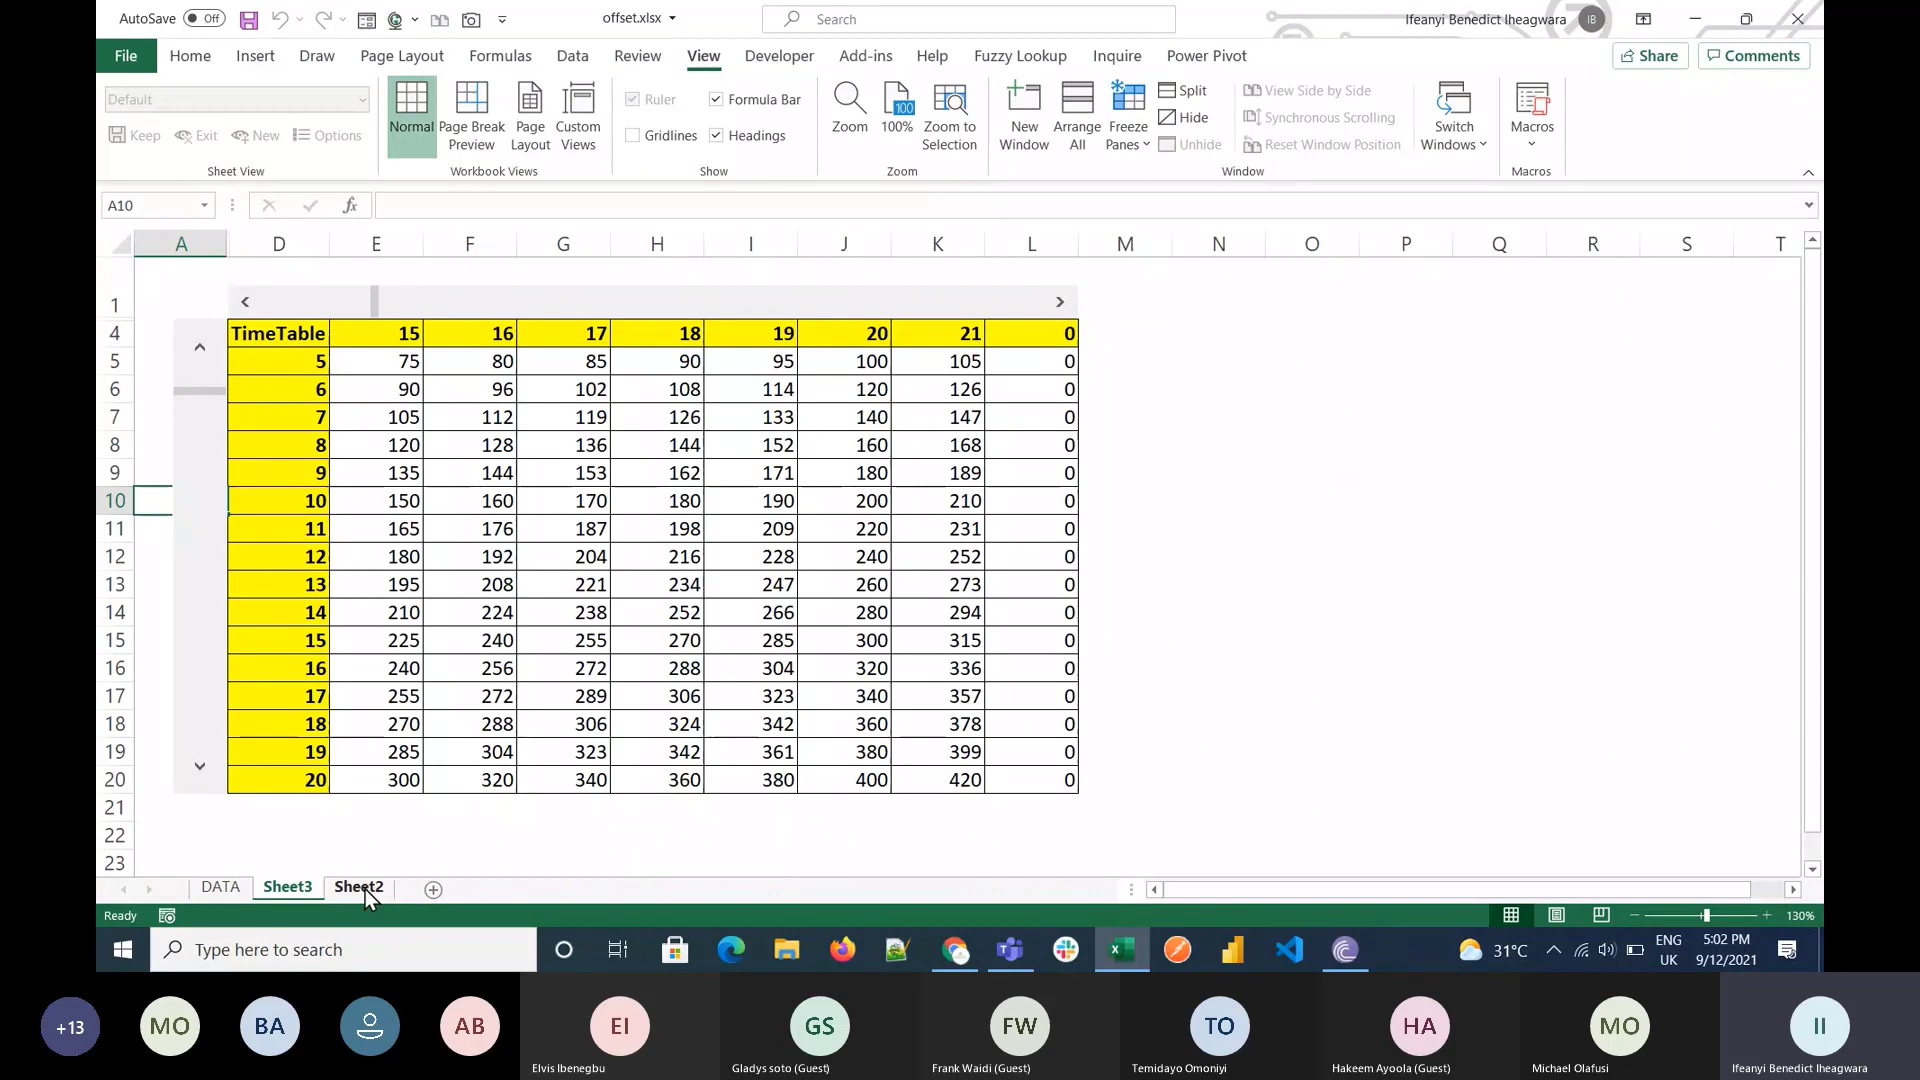 AutoSave Off offset.xlsx Search Ifeanyi Benedict Iheagwara IB
File Home Insert Draw Page Layout Formulas Data Review View Developer Add-ins Help Fuzzy Lookup Inquire Power Pivot Share Comments
Default Ruler Formula Bar Split View Side by Side
Keep Exit New Options Normal Page Break Preview Page Layout Custom Views Gridlines Headings Zoom 100% Zoom to Selection New Window Arrange All Freeze Panes Hide Unhide Synchronous Scrolling Reset Window Position Switch Windows Macros
Sheet View Workbook Views Show Zoom Window Macros
A10 fx
A D E F G H I J K L M N O P Q R S T
1
4 TimeTable 15 16 17 18 19 20 21 0
5 5 75 80 85 90 95 100 105 0
6 6 90 96 102 108 114 120 126 0
7 7 105 112 119 126 133 140 147 0
8 8 120 128 136 144 152 160 168 0
9 9 135 144 153 162 171 180 189 0
10 10 150 160 170 180 190 200 210 0
11 11 165 176 187 198 209 220 231 0
12 12 180 192 204 216 228 240 252 0
13 13 195 208 221 234 247 260 273 0
14 14 210 224 238 252 266 280 294 0
15 15 225 240 255 270 285 300 315 0
16 16 240 256 272 288 304 320 336 0
17 17 255 272 289 306 323 340 357 0
18 18 270 288 306 324 342 360 378 0
19 19 285 304 323 342 361 380 399 0
20 20 300 320 340 360 380 400 420 0
21
22
23
DATA Sheet3 Sheet2
Ready 130%
Type here to search 31°C ENG UK 5:02 PM 9/12/2021
+13 MO BA AB EI GS FW TO HA MO II
Elvis Ibenegbu Gladys soto (Guest) Frank Waidi (Guest) Temidayo Omoniyi Hakeem Ayoola (Guest) Michael Olafusi Ifeanyi Benedict Iheagwara